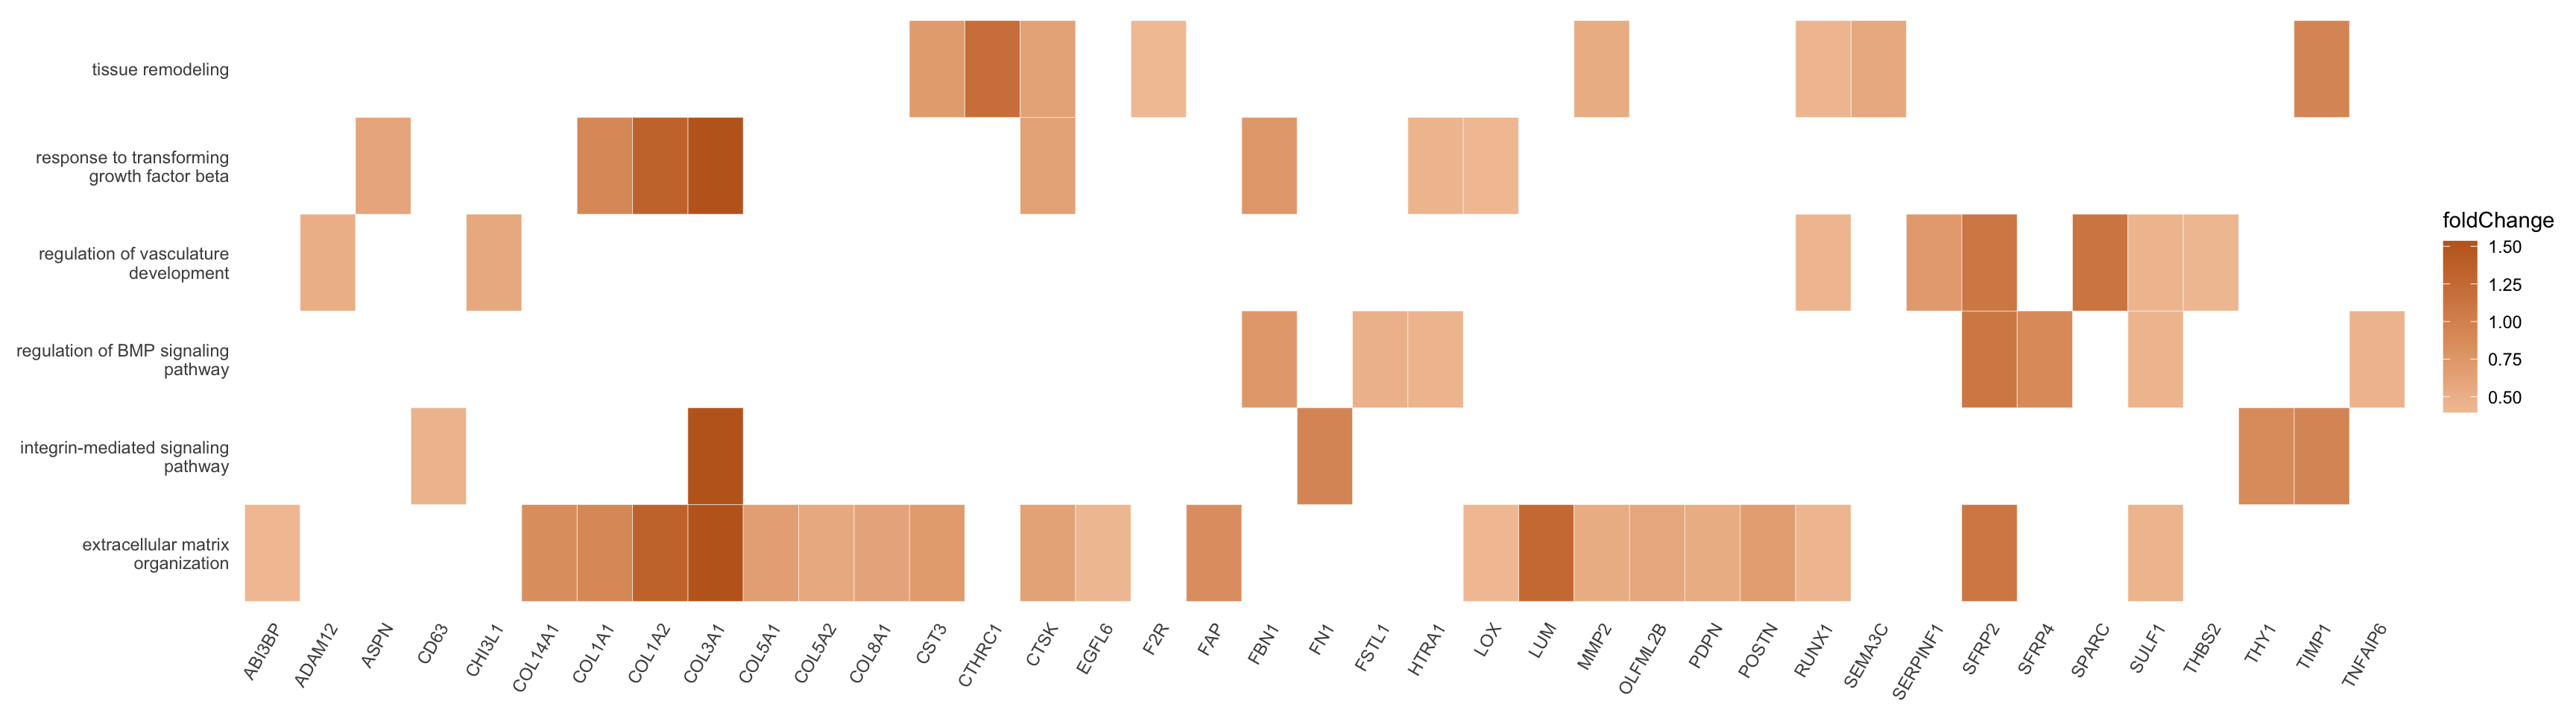 tissue remodeling
response to transforming
growth factor beta
regulation of vasculature
development
regulation of BMP signaling
pathway
integrin-mediated signaling
pathway
extracellular matrix
organization
ABI3BP
ADAM12
ASPN
CD63
CHI3L1
COL14A1
COL1A1
COL1A2
COL3A1
COL5A1
COL5A2
COL8A1
CST3
CTHRC1
CTSK
EGFL6
F2R
FAP
FBN1
FN1
FSTL1
HTRA1
LOX
LUM
MMP2
OLFML2B
PDPN
POSTN
RUNX1
SEMA3C
SERPINF1
SFRP2
SFRP4
SPARC
SULF1
THBS2
THY1
TIMP1
TNFAIP6
foldChange
1.50
1.25
1.00
0.75
0.50